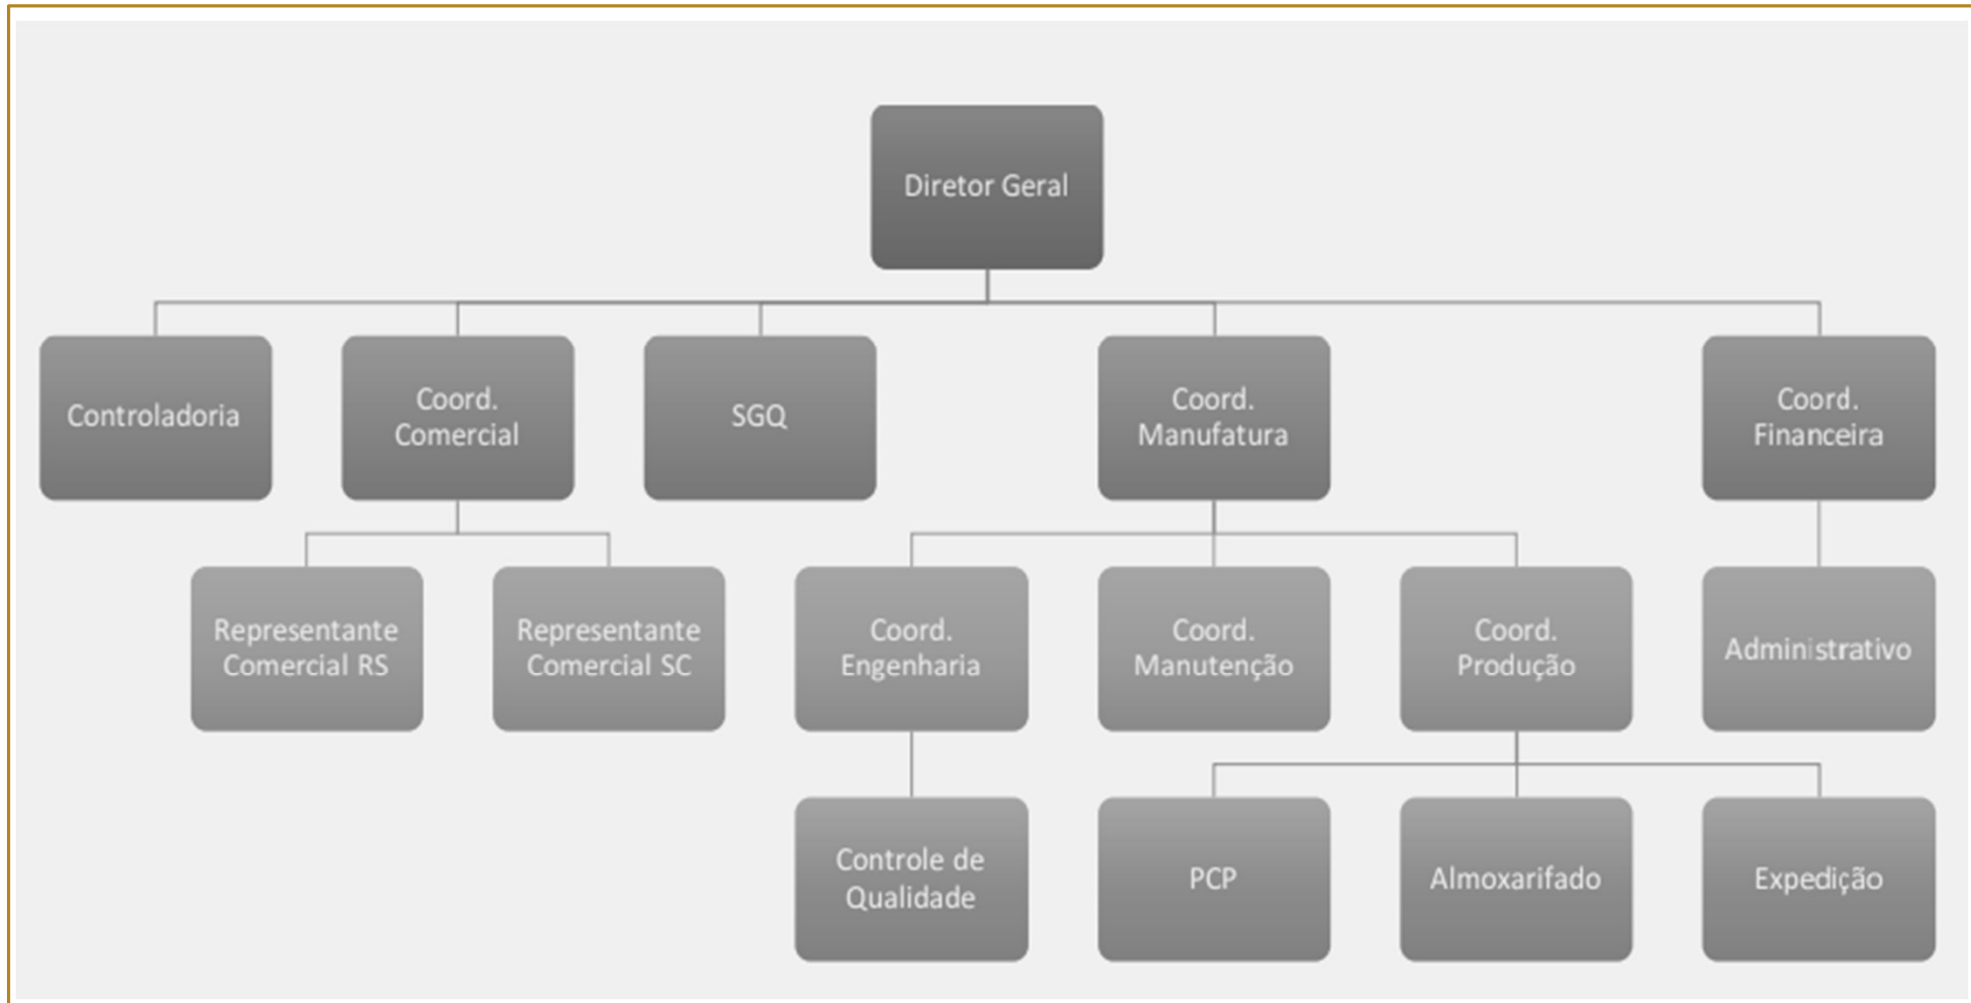 Diretor Geral
Controladoria
Coord.
Comercial
SGQ
Coord.
Manufatura
Coord.
Financeira
Representante
Comercial RS
Representante
Comercial SC
Coord.
Engenharia
Coord.
Manutenção
Coord.
Produção
Administrativo
Controle de
Qualidade
PCP
Almoxarifado
Expedição